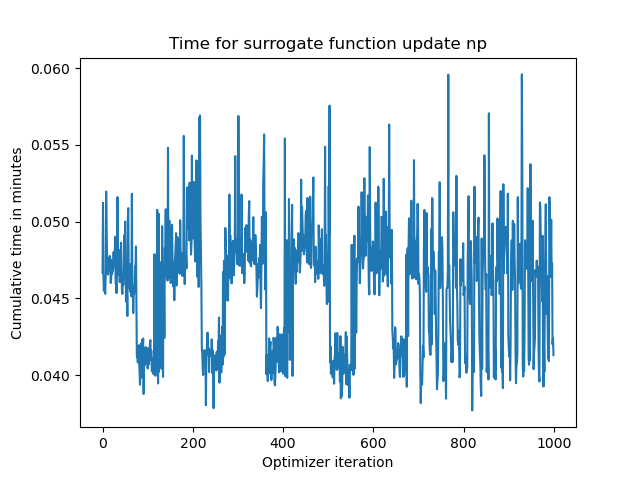 Time for surrogate function update np
0.060
0.055
0.050
0.045
0.040
Cumulative time in minutes
0 200 400 600 800 1000
Optimizer iteration